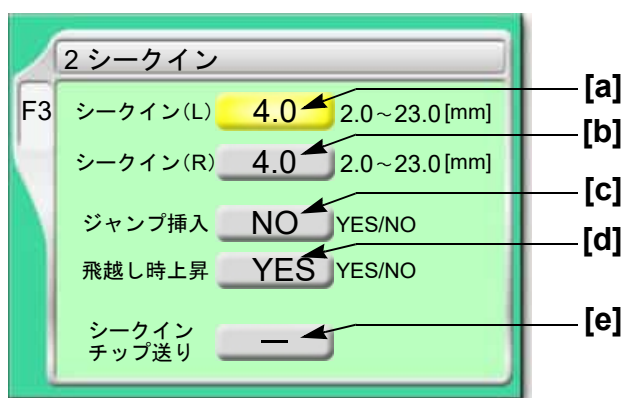 2 シークイン
F3
シークイン(L) 4.0 2.0～23.0[mm] [a]
シークイン(R) 4.0 2.0～23.0[mm] [b]
ジャンプ挿入 NO YES/NO [c]
飛越し時上昇 YES YES/NO [d]
シークイン
チップ送り － [e]